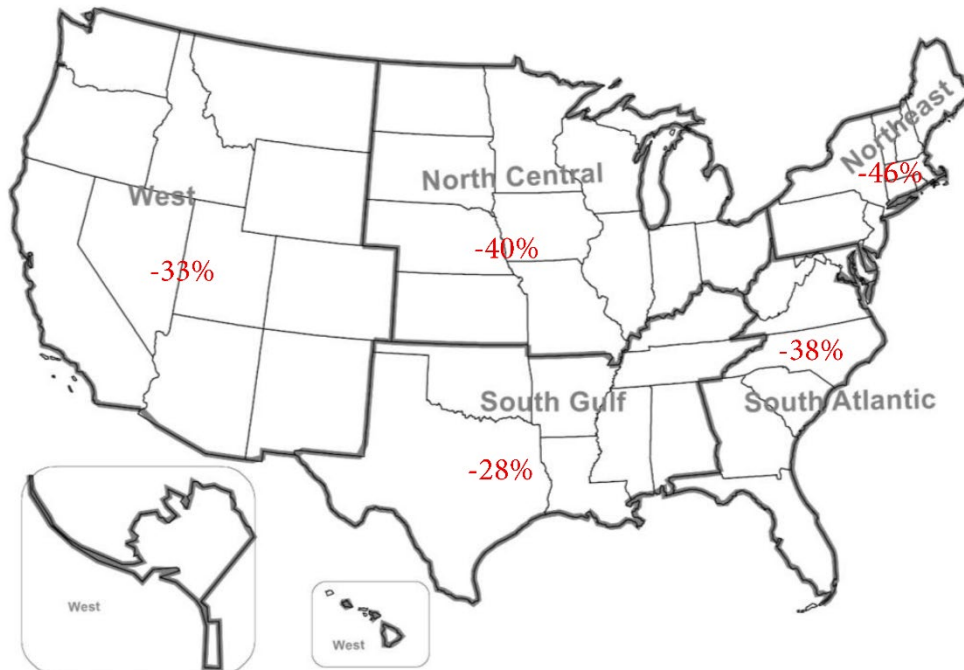 Northeast
-46%
North Central
West
-40%
-33%
-38%
South Gulf
South Atlantic
-28%
West
West